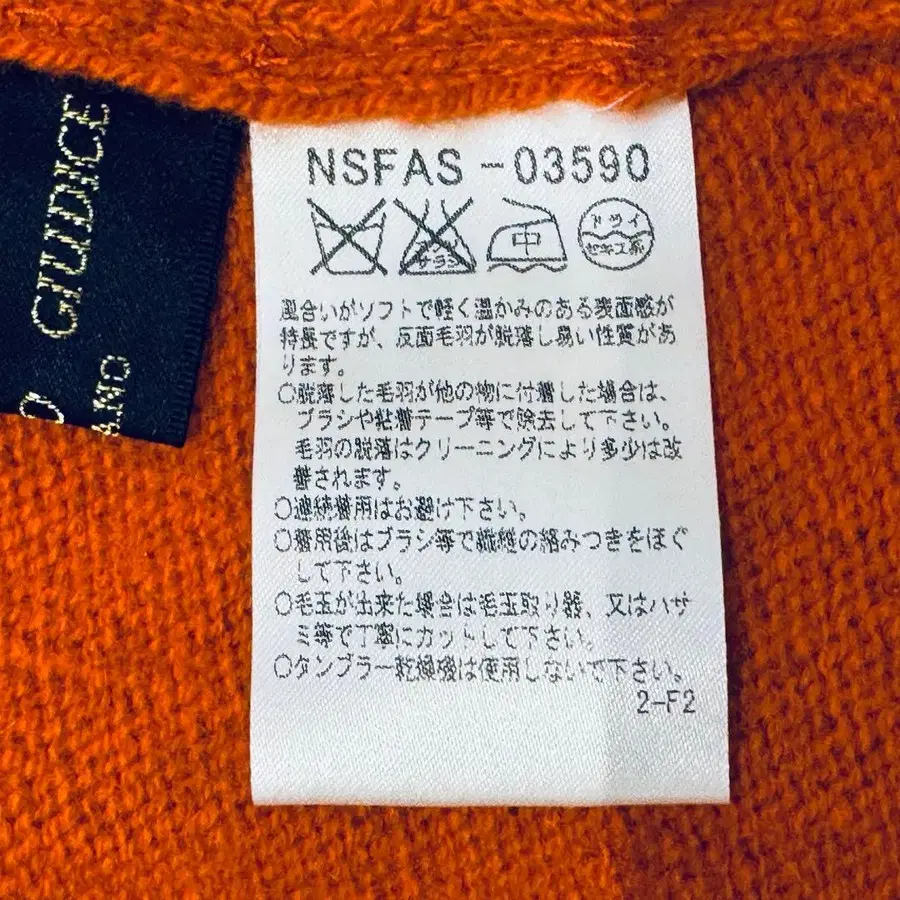 GIUDICE
NSFAS-03590
エンソ
サラシ
中
ドライ
セキユ系
風合いがソフトで軽く温かみのある表面感が
特長ですが、反面毛羽が脱落し易い性質があ
ります。
○脱落した毛羽が他の物に付着した場合は、
ブラシや粘着テープ等で除去して下さい。
毛羽の脱落はクリーニングにより多少は改
善されます。
○連続着用はお避け下さい。
○着用後はブラシ等で繊維の絡みつきをほぐ
して下さい。
○毛玉が出来た場合は毛玉取り器、又はハサ
ミ等で丁寧にカットして下さい。
○タンブラー乾燥機は使用しないで下さい。
2-F2